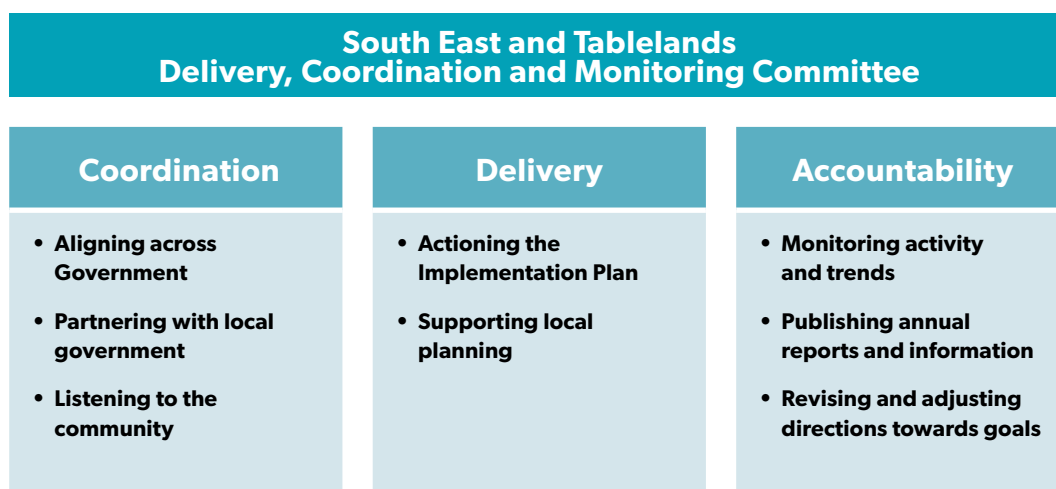 South East and Tablelands
Delivery, Coordination and Monitoring Committee
Coordination
• Aligning across
Government
• Partnering with local
government
• Listening to the
community
Delivery
• Actioning the
Implementation Plan
• Supporting local
planning
Accountability
• Monitoring activity
and trends
• Publishing annual
reports and information
• Revising and adjusting
directions towards goals